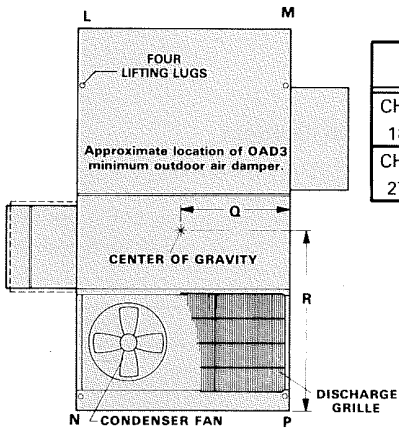 L
M
FOUR
LIFTING LUGS
Approximate location of OAD3
minimum outdoor air damper.
CH
18
CH
27
Q
CENTER OF GRAVITY
R
DISCHARGE
GRILLE
N
CONDENSER FAN
P